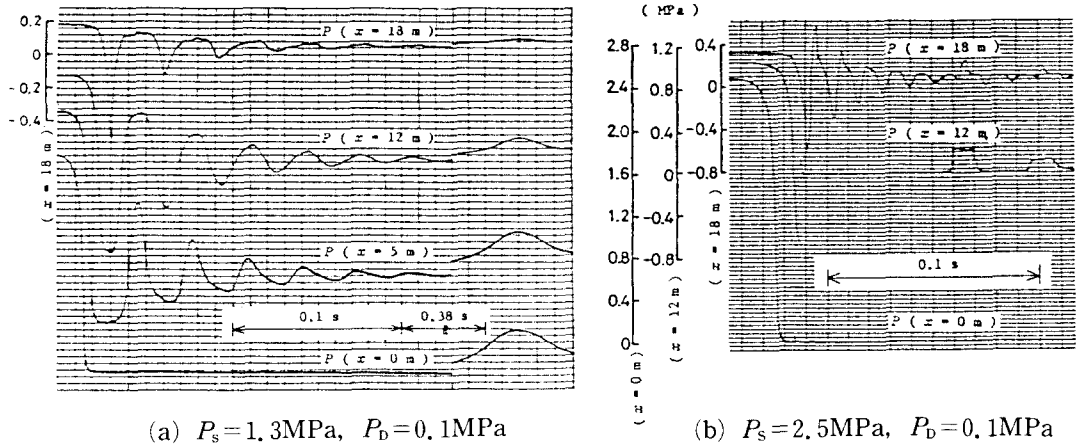 0.2
0
-0.2
-0.4
( x=18 m )
P ( x=18 m )
P ( x=12 m )
P ( x=5 m )
0.1 s
0.38 s
P ( x=0 m )
(a) Ps=1.3MPa, PD=0.1MPa
( MPa )
2.8
2.4
2.0
1.6
1.2
0.8
0.4
0
( x=0 m )
1.2
0.8
0.4
0
-0.4
-0.8
( x=12 m )
0.4
0
-0.4
-0.8
( x=18 m )
P ( x=18 m )
P ( x=12 m )
0.1 s
P ( x=0 m )
(b) Ps=2.5MPa, PD=0.1MPa